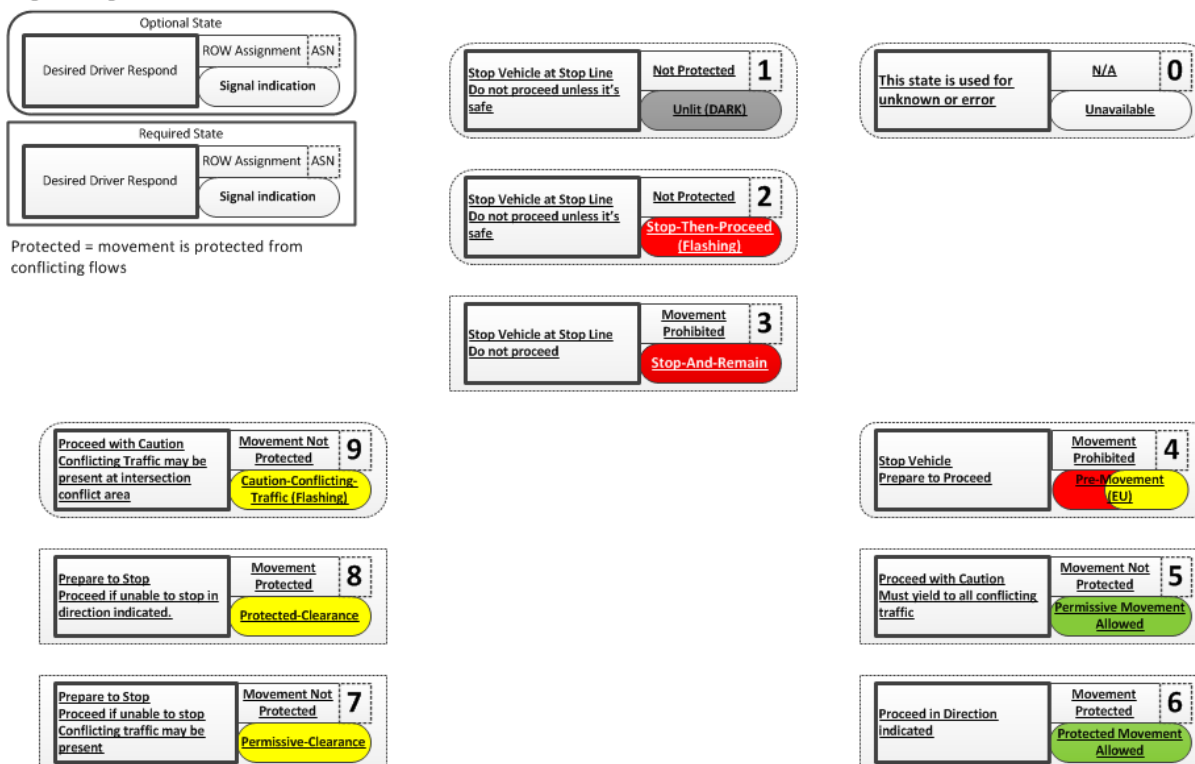 Optional State
Desired Driver Respond
ROW Assignment
ASN
Signal indication
Required State
Desired Driver Respond
ROW Assignment
ASN
Signal indication
Protected = movement is protected from
conflicting flows
Stop Vehicle at Stop Line
Do not proceed unless it's
safe
Not Protected
1
Unlit (DARK)
This state is used for
unknown or error
N/A
0
Unavailable
Stop Vehicle at Stop Line
Do not proceed unless it's
safe
Not Protected
2
Stop-Then-Proceed
(Flashing)
Stop Vehicle at Stop Line
Do not proceed
Movement
Prohibited
3
Stop-And-Remain
Proceed with Caution
Conflicting Traffic may be
present at intersection
conflict area
Movement Not
Protected
9
Caution-Conflicting-
Traffic (Flashing)
Stop Vehicle
Prepare to Proceed
Movement
Prohibited
4
Pre-Movement
(EU)
Prepare to Stop
Proceed if unable to stop in
direction indicated.
Movement
Protected
8
Protected-Clearance
Proceed with Caution
Must yield to all conflicting
traffic
Movement Not
Protected
5
Permissive Movement
Allowed
Prepare to Stop
Proceed if unable to stop
Conflicting traffic may be
present
Movement Not
Protected
7
Permissive-Clearance
Proceed in Direction
indicated
Movement
Protected
6
Protected Movement
Allowed